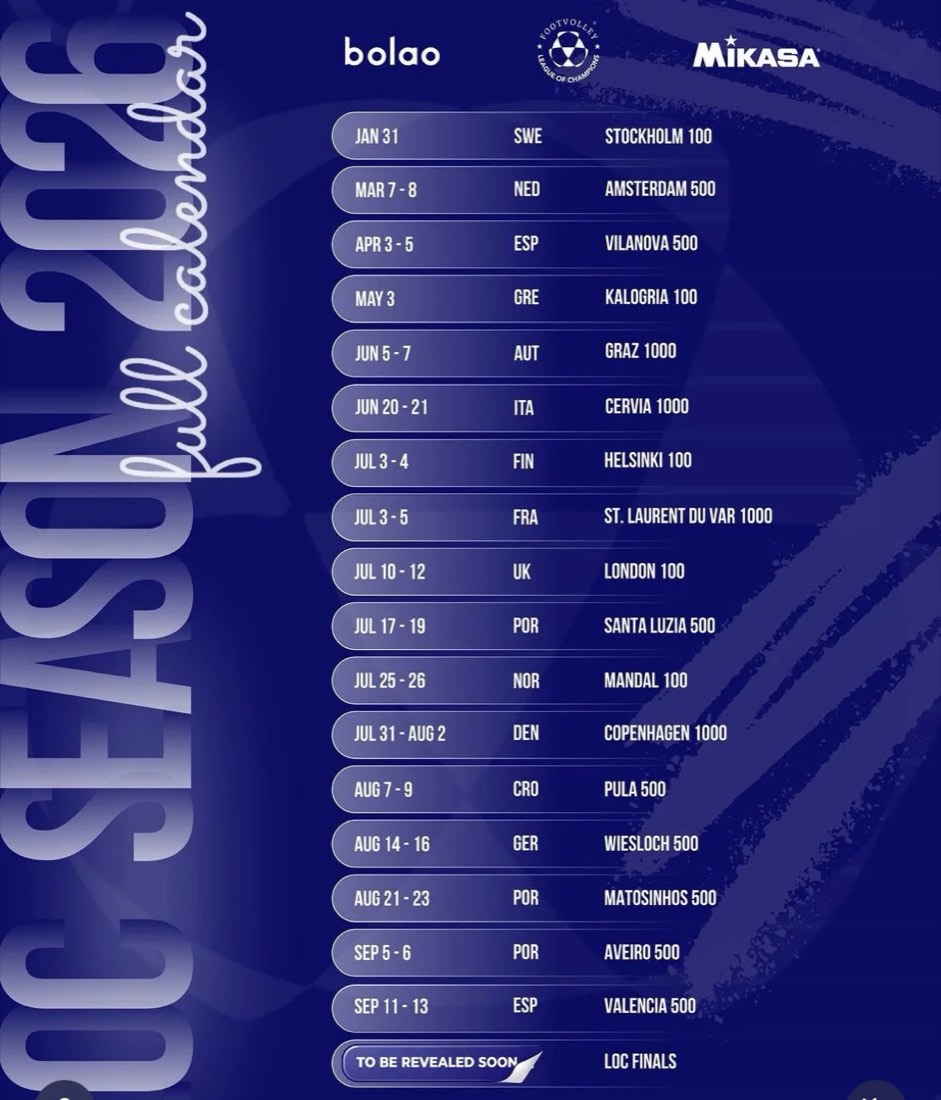 bolao
FOOTVOLLEY
LEAGUE OF CHAMPIONS
MIKASA
LOC SEASON 2026
full calendar
JAN 31 SWE STOCKHOLM 100
MAR 7 - 8 NED AMSTERDAM 500
APR 3 - 5 ESP VILANOVA 500
MAY 3 GRE KALOGRIA 100
JUN 5 - 7 AUT GRAZ 1000
JUN 20 - 21 ITA CERVIA 1000
JUL 3 - 4 FIN HELSINKI 100
JUL 3 - 5 FRA ST. LAURENT DU VAR 1000
JUL 10 - 12 UK LONDON 100
JUL 17 - 19 POR SANTA LUZIA 500
JUL 25 - 26 NOR MANDAL 100
JUL 31 - AUG 2 DEN COPENHAGEN 1000
AUG 7 - 9 CRO PULA 500
AUG 14 - 16 GER WIESLOCH 500
AUG 21 - 23 POR MATOSINHOS 500
SEP 5 - 6 POR AVEIRO 500
SEP 11 - 13 ESP VALENCIA 500
TO BE REVEALED SOON LOC FINALS